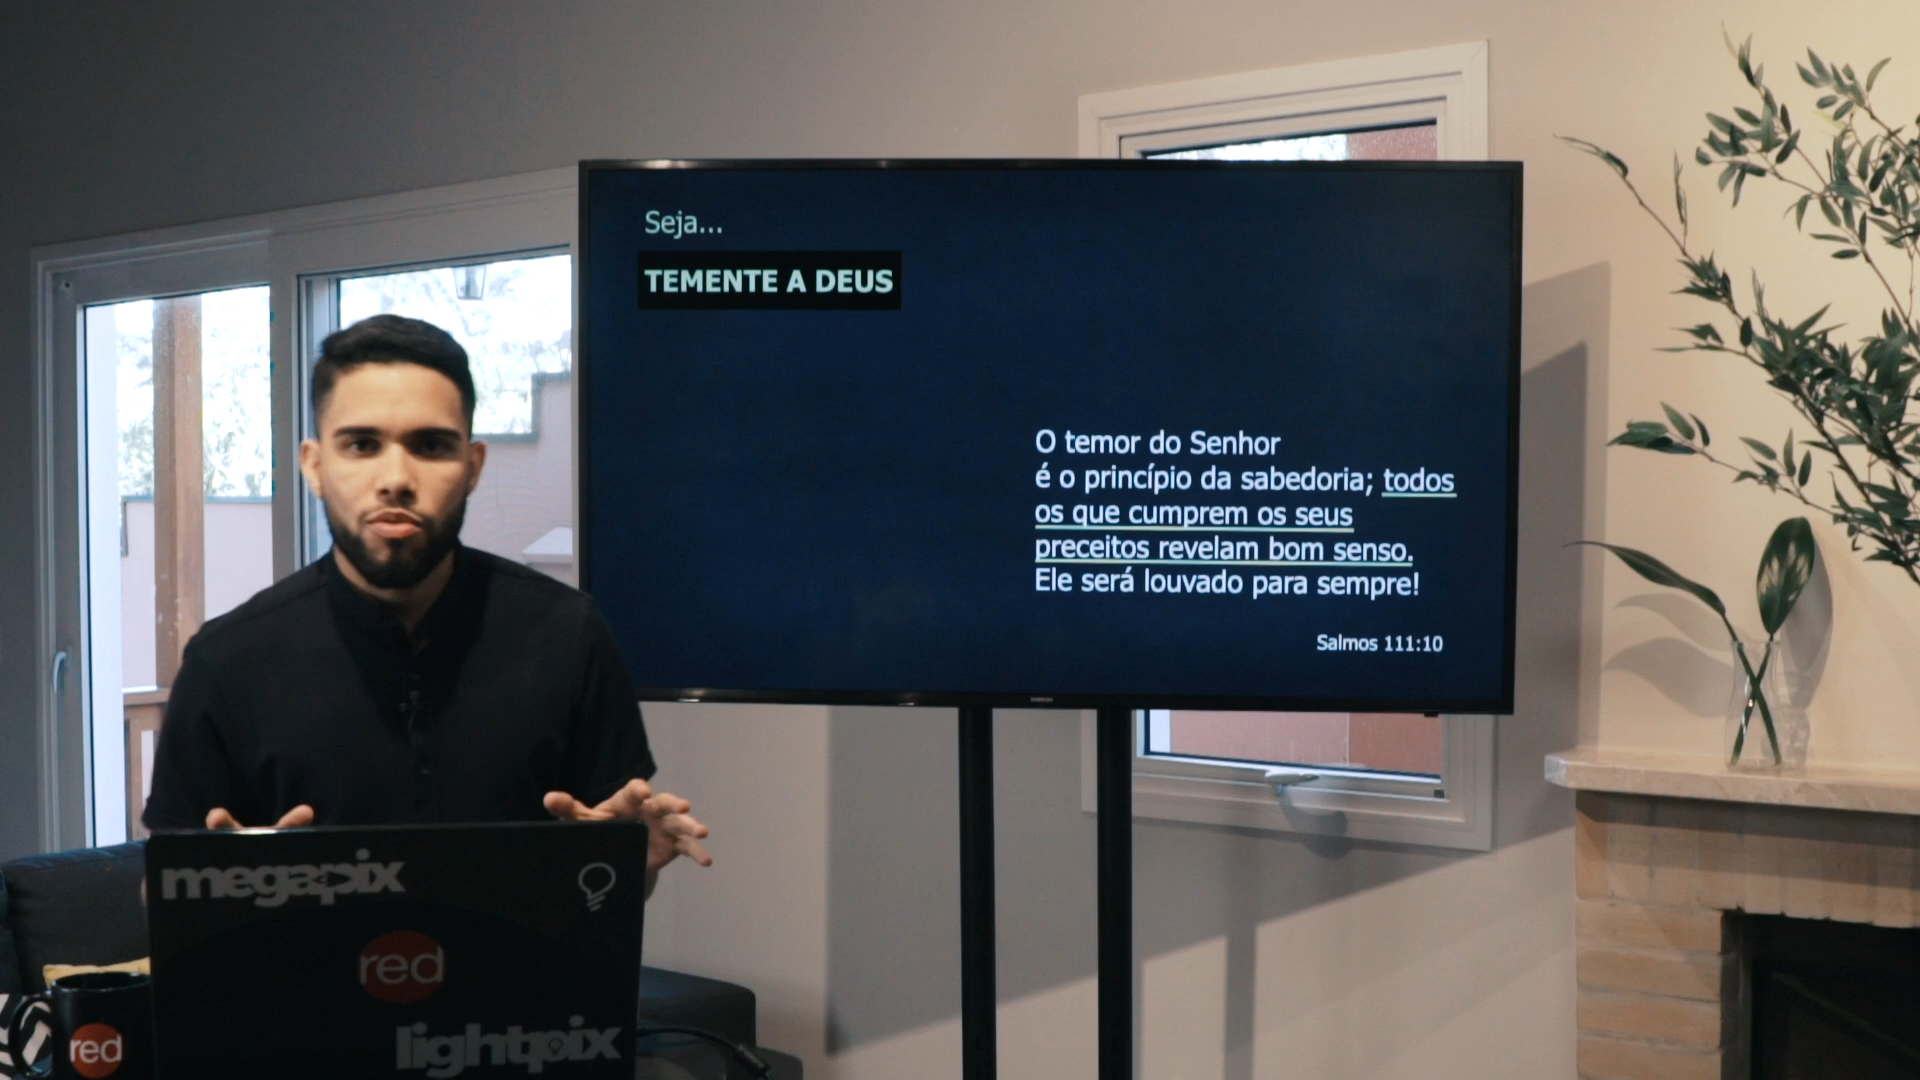 Seja...
TEMENTE A DEUS
O temor do Senhor
é o princípio da sabedoria; todos
os que cumprem os seus
preceitos revelam bom senso.
Ele será louvado para sempre!
Salmos 111:10
megapix
red
lightpix
red